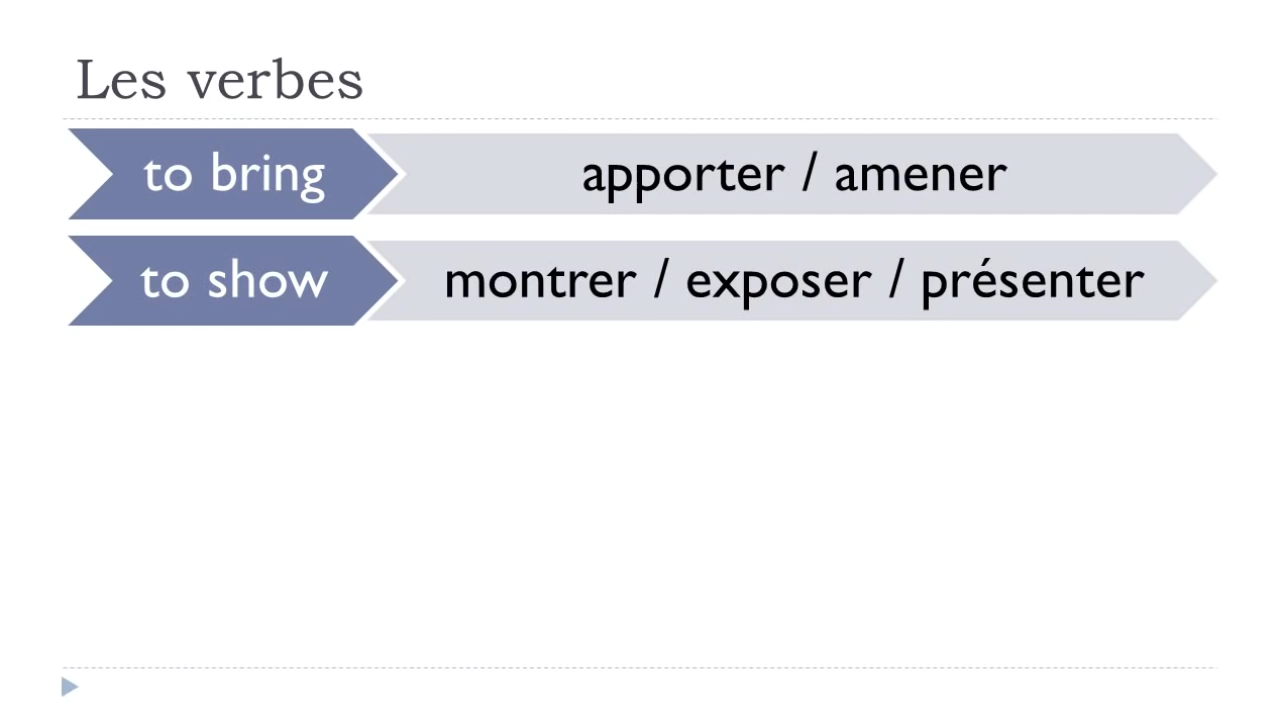 Les verbes
to bring
apporter / amener
to show
montrer / exposer / présenter